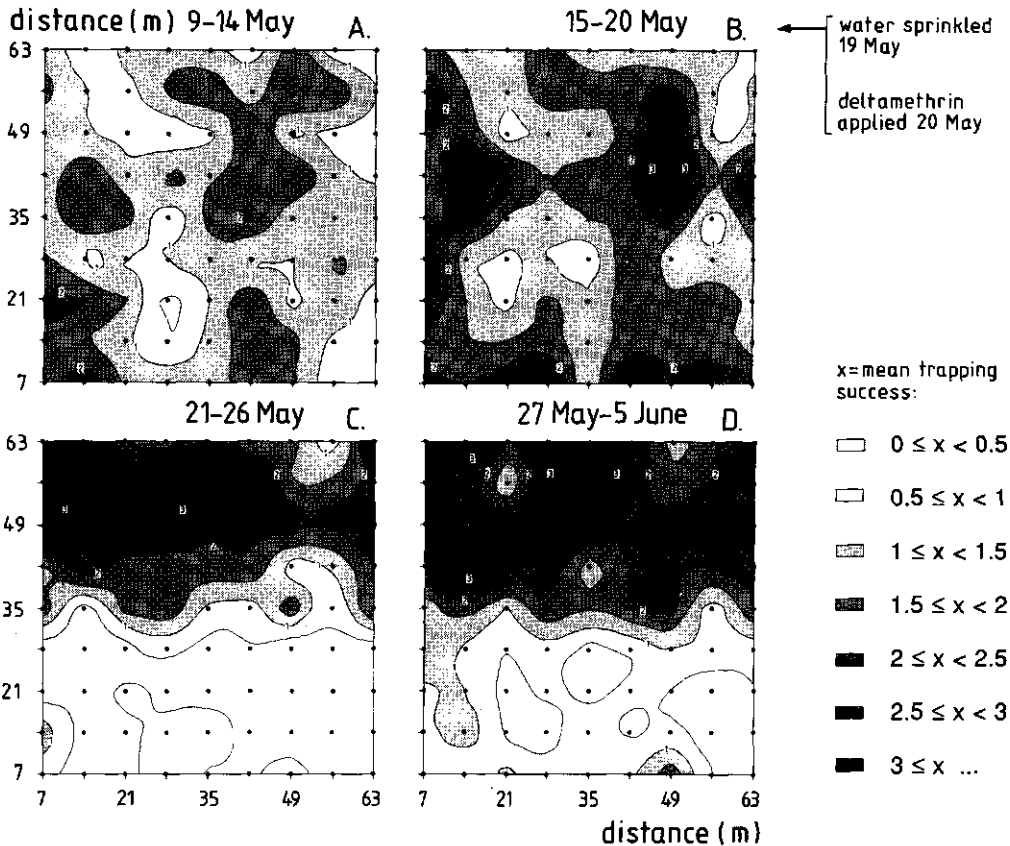 distance (m) 9-14 May A.
15-20 May B.
water sprinkled
19 May
deltamethrin
applied 20 May
63
49
35
21
7
21-26 May C.
27 May-5 June D.
63
49
35
21
7
7 21 35 49 63
7 21 35 49 63
distance (m)
x=mean trapping
success:
0 ≤ x < 0.5
0.5 ≤ x < 1
1 ≤ x < 1.5
1.5 ≤ x < 2
2 ≤ x < 2.5
2.5 ≤ x < 3
3 ≤ x ...